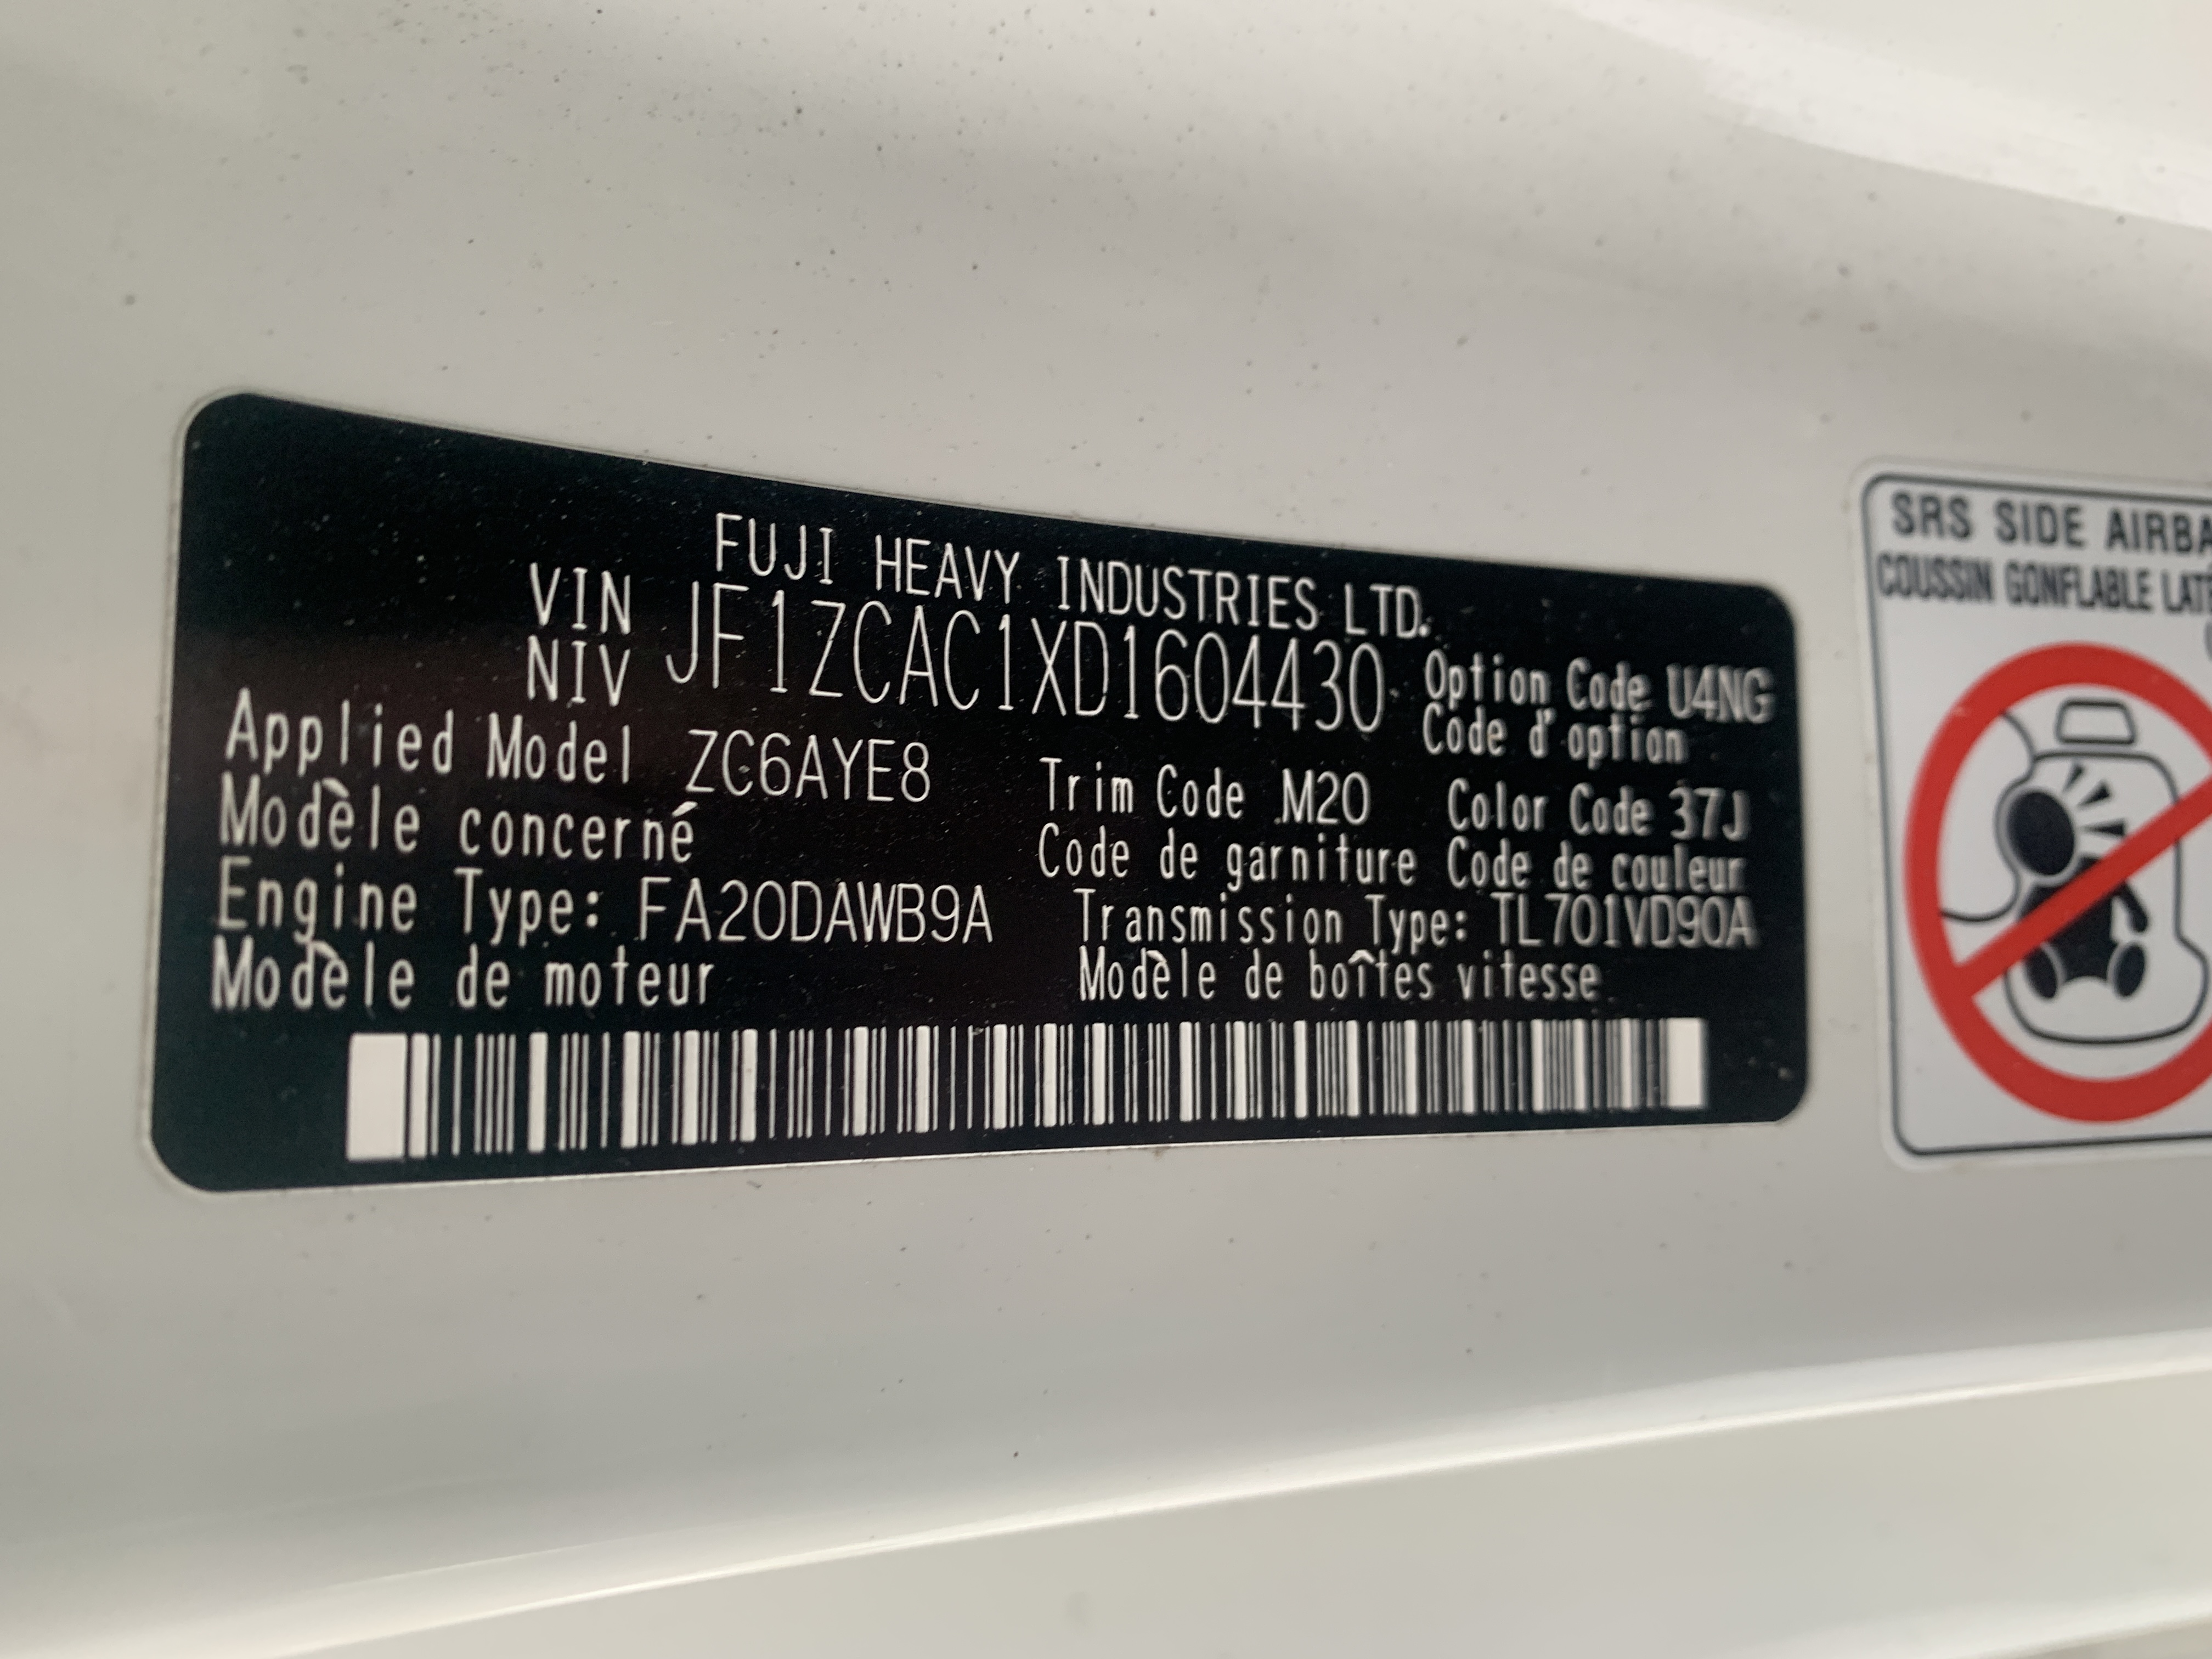 FUJI HEAVY INDUSTRIES LTD.
VIN JF1ZCAC1XD1604430 Option Code U4NG
NIV Code d'option
Applied Model ZC6AYE8 Trim Code M20 Color Code 37J
Modèle concerné Code de garniture Code de couleur
Engine Type: FA20DAWB9A Transmission Type: TL701VD90A
Modèle de moteur Modèle de boîtes vitesse
SRS SIDE AIRBA
COUSSIN GONFLABLE LATÉ